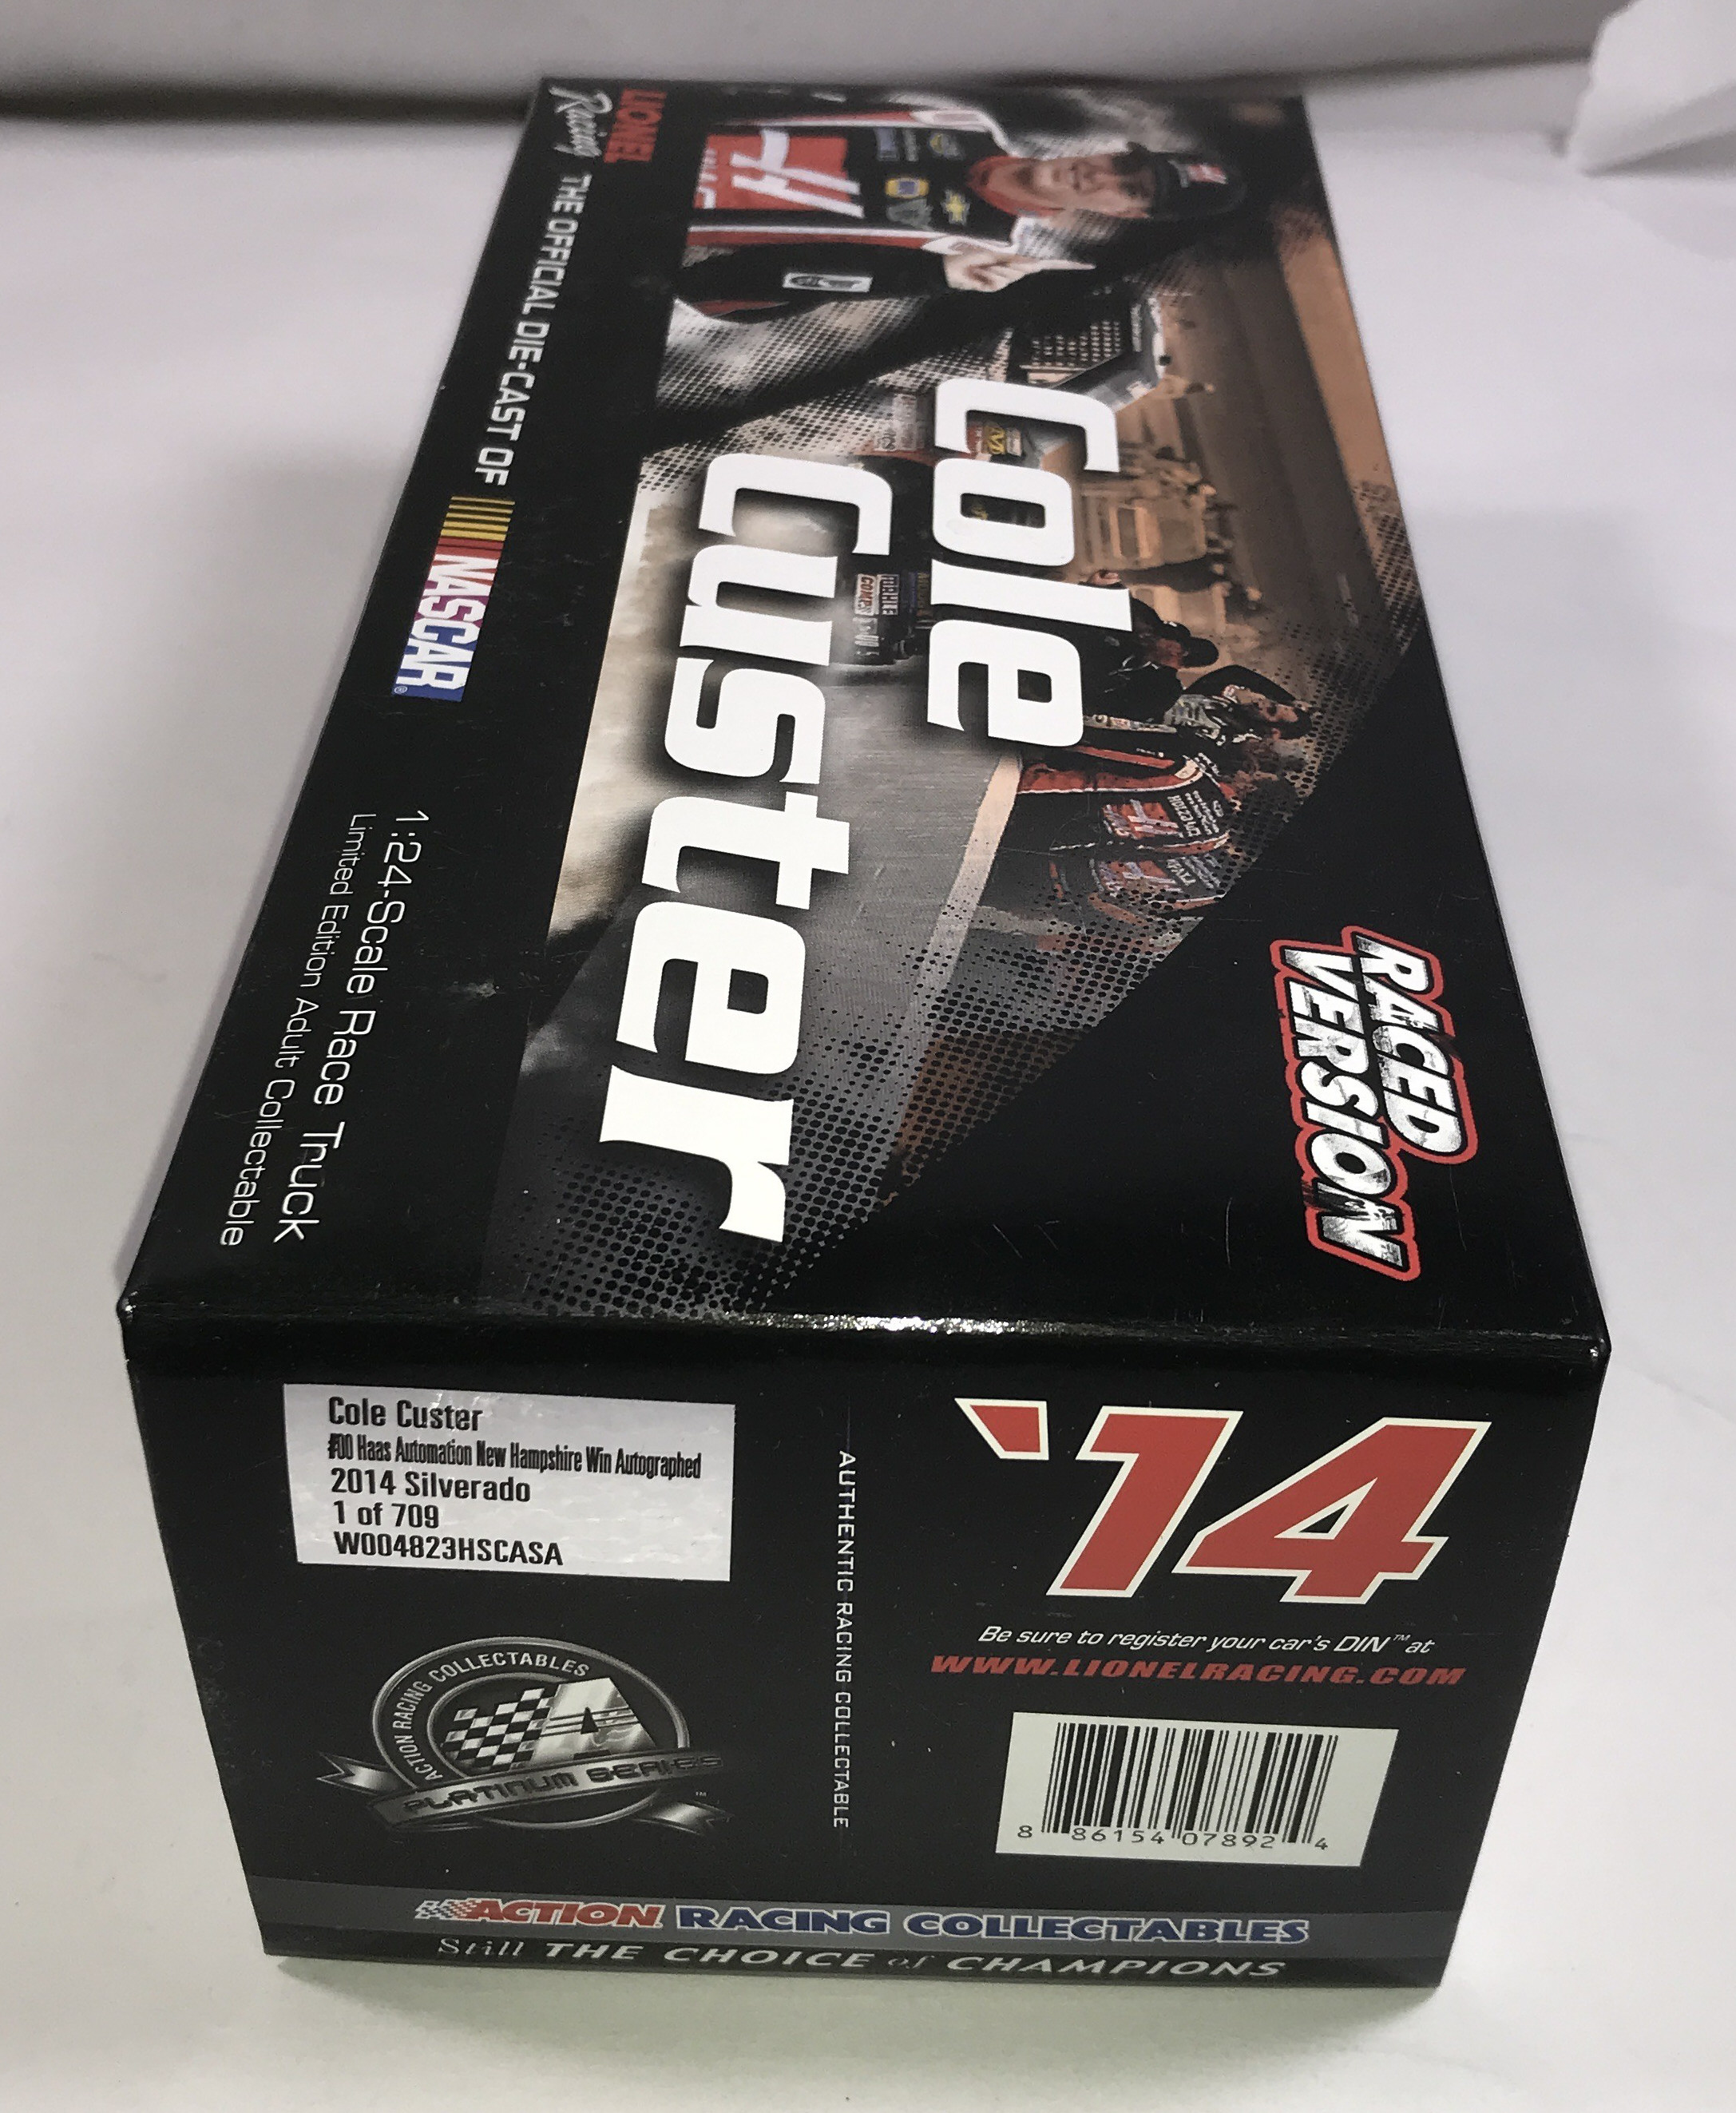 LIONEL
Racing
THE OFFICIAL DIE-CAST OF
NASCAR
1:24-Scale Race Truck
Limited Edition Adult Collectable
Cole
Custer
RACED
VERSION
Cole Custer
#00 Haas Automation New Hampshire Win Autographed
2014 Silverado
1 of 709
W004823HSCASA
ACTION RACING COLLECTABLES
PLATINUM SERIES
™
AUTHENTIC RACING COLLECTABLE
'14
Be sure to register your car's DIN™ at
WWW.LIONELRACING.COM
8 86154 07892 4
ACTION RACING COLLECTABLES
Still THE CHOICE of CHAMPIONS